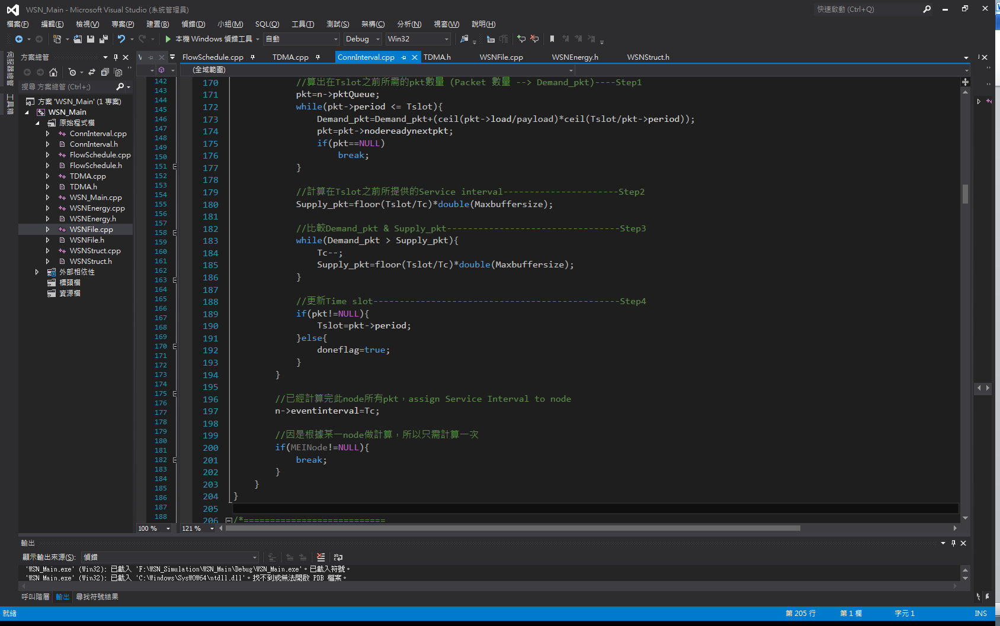 WSN_Main - Microsoft Visual Studio (系統管理員)
快速啟動 (Ctrl+Q)
檔案(F) 編輯(E) 檢視(V) 專案(P) 建置(B) 偵錯(D) 小組(M) SQL(Q) 工具(T) 測試(S) 架構(C) 分析(N) 視窗(W) 說明(H)
本機 Windows 偵錯工具 自動 Debug Win32
伺服器總管
工具箱
方案總管
搜尋 方案總管 (Ctrl+;)
方案 'WSN_Main' (1 專案)
WSN_Main
原始程式檔
ConnInterval.cpp
ConnInterval.h
FlowSchedule.cpp
FlowSchedule.h
TDMA.cpp
TDMA.h
WSN_Main.cpp
WSNEnergy.cpp
WSNEnergy.h
WSNFile.cpp
WSNFile.h
WSNStruct.cpp
WSNStruct.h
外部相依性
標頭檔
資源檔
142
143
144
145
146
147
148
149
150
151
152
153
154
155
156
157
158
159
160
161
162
163
164
165
166
167
168
169
170
171
172
173
174
175
176
177
178
179
180
181
182
183
184
185
186
187
188
100 %
FlowSchedule.cpp TDMA.cpp ConnInterval.cpp TDMA.h WSNFile.cpp WSNEnergy.h WSNStruct.h
(全域範圍)
170 //算出在Tslot之前所需的pkt數量 (Packet 數量 --> Demand_pkt)----Step1
171 pkt=n->pktQueue;
172 while(pkt->period <= Tslot){
173 Demand_pkt=Demand_pkt+(ceil(pkt->load/payload)*ceil(Tslot/pkt->period));
174 pkt=pkt->nodereadynextpkt;
175 if(pkt==NULL)
176 break;
177 }
178
179 //計算在Tslot之前所提供的Service interval----------------------Step2
180 Supply_pkt=floor(Tslot/Tc)*double(Maxbuffersize);
181
182 //比較Demand_pkt & Supply_pkt---------------------------------Step3
183 while(Demand_pkt > Supply_pkt){
184 Tc--;
185 Supply_pkt=floor(Tslot/Tc)*double(Maxbuffersize);
186 }
187
188 //更新Time slot-----------------------------------------------Step4
189 if(pkt!=NULL){
190 Tslot=pkt->period;
191 }else{
192 doneflag=true;
193 }
194 }
195
196 //已經計算完此node所有pkt，assign Service Interval to node
197 n->eventinterval=Tc;
198
199 //因是根據某一node做計算，所以只需計算一次
200 if(MEINode!=NULL){
201 break;
202 }
203 }
204 }
205
206 /*===========================
121 %
輸出
顯示輸出來源(S): 偵錯
'WSN_Main.exe' (Win32): 已載入 'F:\WSN_Simulation\WSN_Main\Debug\WSN_Main.exe'。已載入符號。
'WSN_Main.exe' (Win32): 已載入 'C:\Windows\SysWOW64\ntdll.dll'。找不到或無法開啟 PDB 檔案。
呼叫階層 輸出 尋找符號結果
就緒 第 205 行 第 1 欄 字元 1 INS